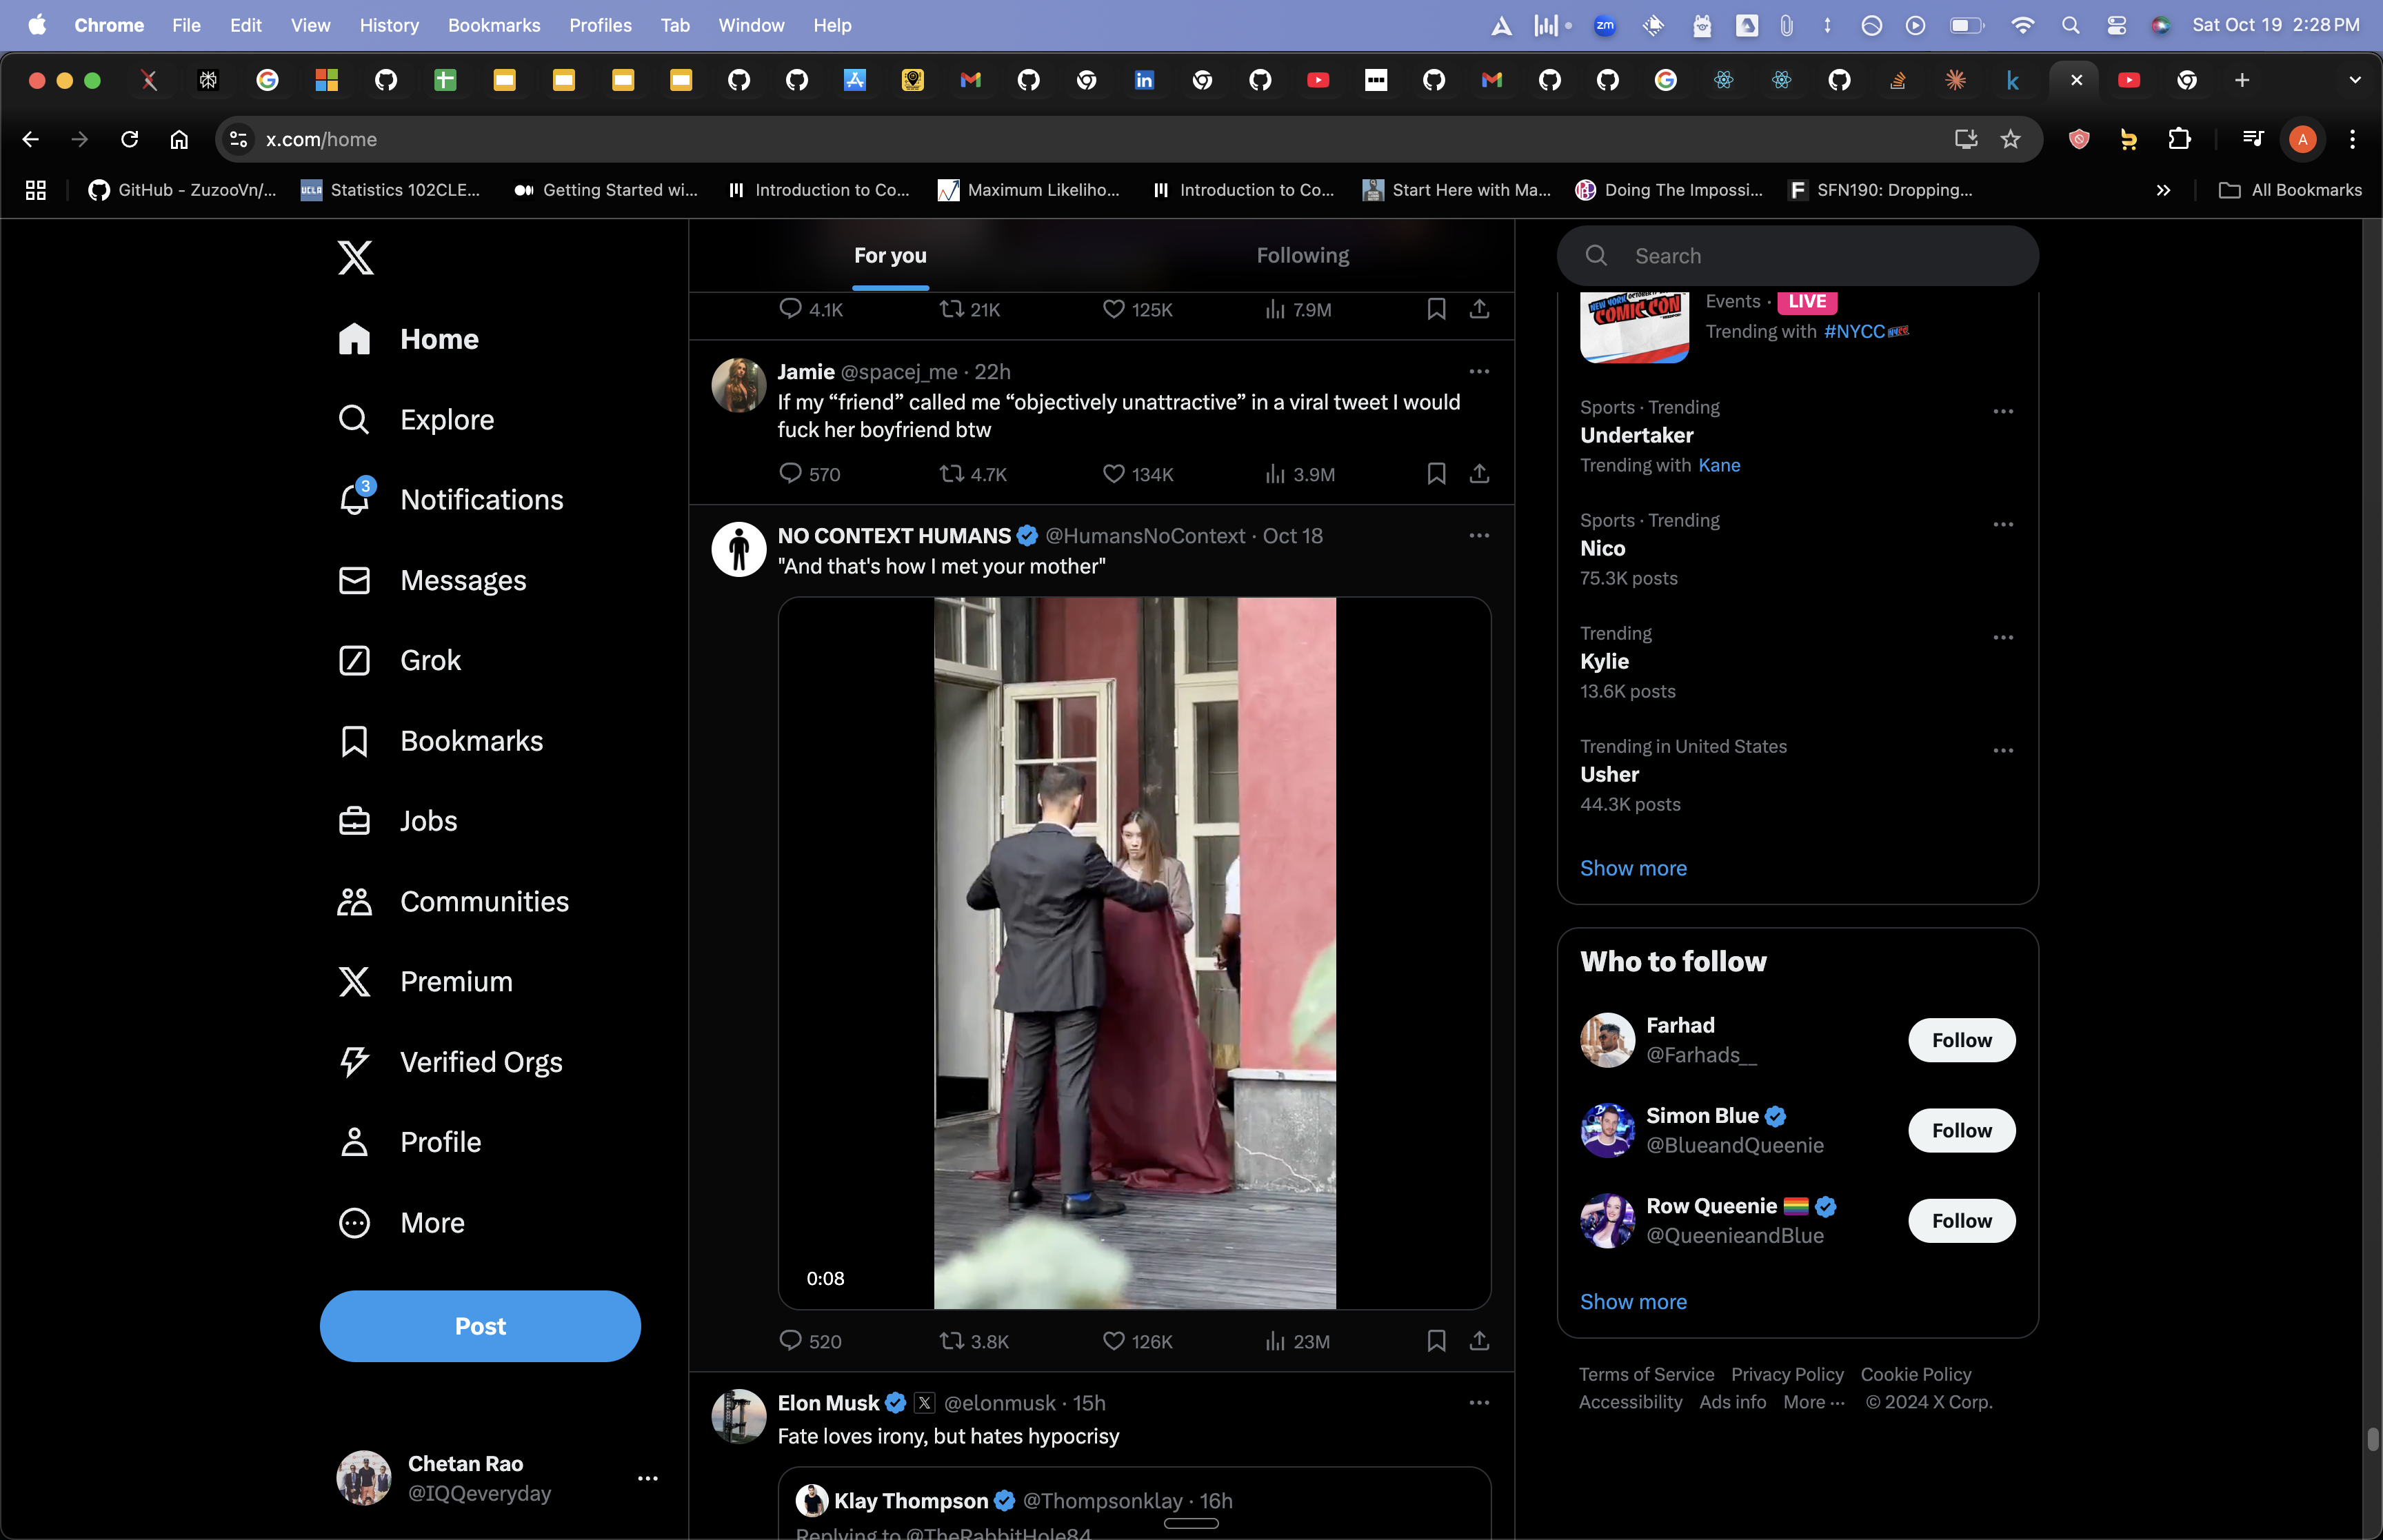 Chrome File Edit View History Bookmarks Profiles Tab Window Help
zm
Sat Oct 19 2:28 PM
x.com/home
A
GitHub - ZuzooVn/...
UCLA Statistics 102CLE...
Getting Started wi...
Introduction to Co...
Maximum Likeliho...
Introduction to Co...
Start Here with Ma...
Doing The Impossi...
F SFN190: Dropping...
All Bookmarks
Home
Explore
3
Notifications
Messages
Grok
Bookmarks
Jobs
Communities
Premium
Verified Orgs
Profile
More
Post
Chetan Rao
@IQQeveryday
For you Following
4.1K 21K 125K 7.9M
Jamie @spacej_me · 22h
If my “friend” called me “objectively unattractive” in a viral tweet I would
fuck her boyfriend btw
570 4.7K 134K 3.9M
NO CONTEXT HUMANS @HumansNoContext · Oct 18
"And that's how I met your mother"
0:08
520 3.8K 126K 23M
Elon Musk @elonmusk · 15h
Fate loves irony, but hates hypocrisy
Klay Thompson @Thompsonklay · 16h
Replying to @TheRabbitHole84
Search
NEW YORK
COMIC CON
Events · LIVE
Trending with #NYCC
Sports · Trending
Undertaker
Trending with Kane
Sports · Trending
Nico
75.3K posts
Trending
Kylie
13.6K posts
Trending in United States
Usher
44.3K posts
Show more
Who to follow
Farhad
@Farhads__
Follow
Simon Blue
@BlueandQueenie
Follow
Row Queenie
@QueenieandBlue
Follow
Show more
Terms of Service Privacy Policy Cookie Policy
Accessibility Ads info More ··· © 2024 X Corp.